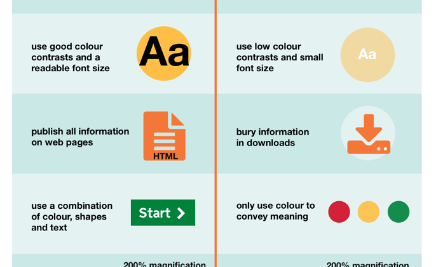 use good colour
contrasts and a
readable font size
Aa
use low colour
contrasts and small
font size
Aa
publish all information
on web pages
HTML
bury information
in downloads
use a combination
of colour, shapes
and text
Start >
only use colour to
convey meaning
200% magnification
200% magnification